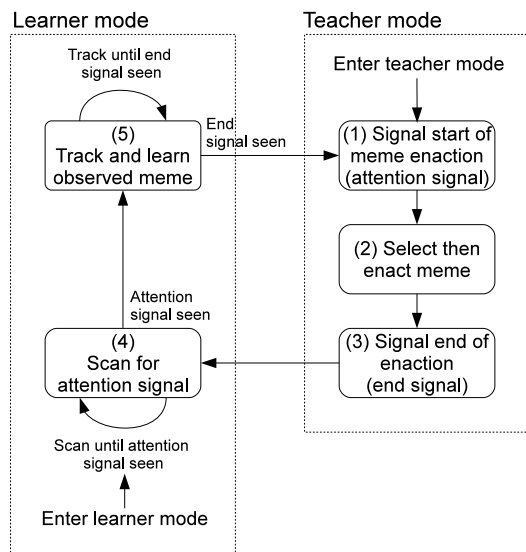 Learner mode
Track until end
signal seen
(5)
Track and learn
observed meme
End
signal seen
Attention
signal seen
(4)
Scan for
attention signal
Scan until attention
signal seen
Enter learner mode
Teacher mode
Enter teacher mode
(1) Signal start of
meme enaction
(attention signal)
(2) Select then
enact meme
(3) Signal end of
enaction
(end signal)